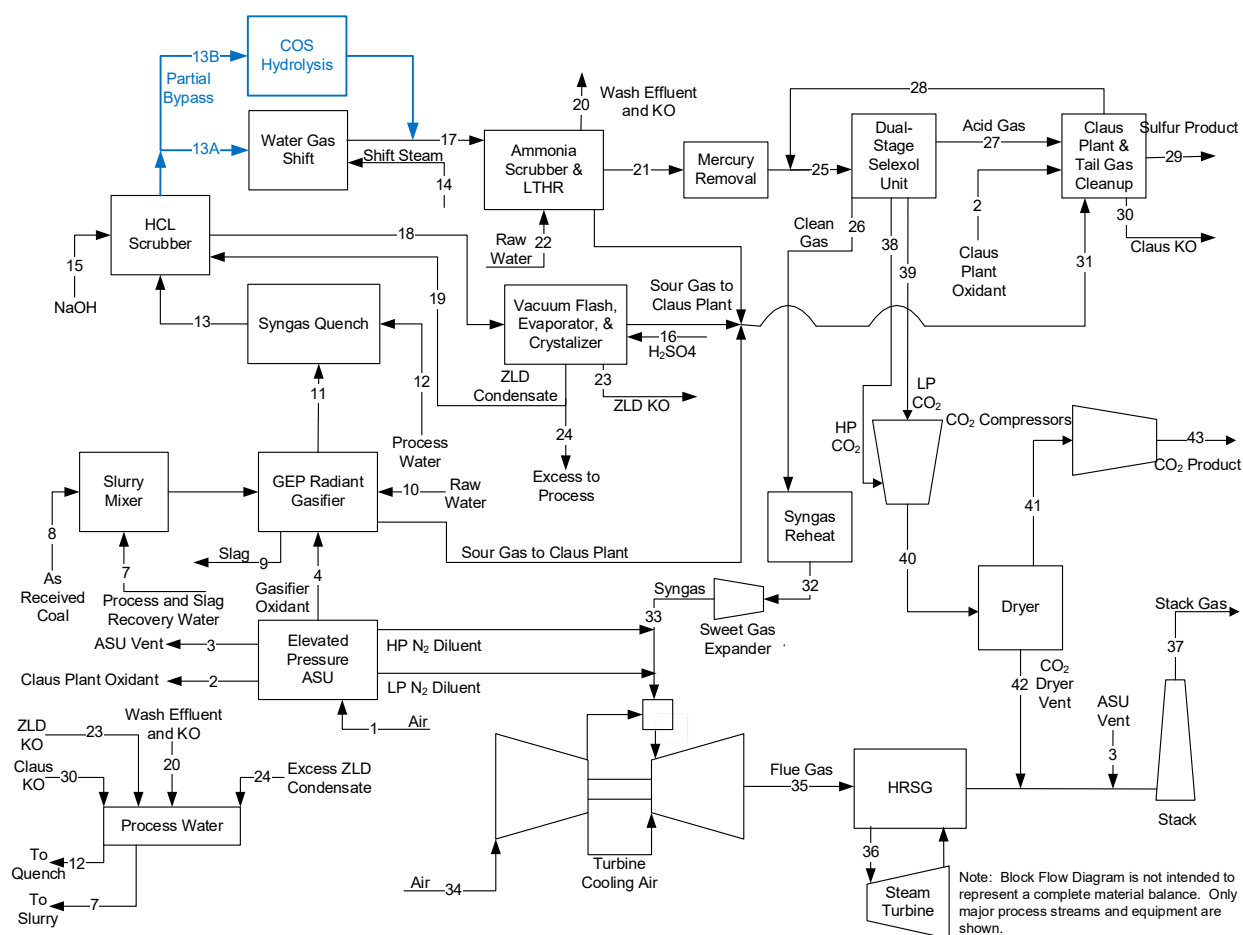 13B
COS
Hydrolysis
Partial
Bypass
13A
Water Gas
Shift
17
Shift Steam
14
20
Wash Effluent
and KO
Ammonia
Scrubber &
LTHR
21
Mercury
Removal
28
25
Dual-
Stage
Selexol
Unit
Acid Gas
27
Claus
Plant &
Tail Gas
Cleanup
Sulfur Product
29
30
Claus KO
2
Claus
Plant
Oxidant
31
HCL
Scrubber
15
NaOH
18
19
Raw
Water
22
Clean
Gas
26
38
39
13
Syngas Quench
12
Process
Water
11
Vacuum Flash,
Evaporator, &
Crystalizer
Sour Gas to
Claus Plant
16
H2SO4
ZLD
Condensate
23
ZLD KO
24
Excess to
Process
HP
CO2
LP
CO2
CO2 Compressors
43
CO2 Product
41
40
Slurry
Mixer
8
As
Received
Coal
7
Process and Slag
Recovery Water
GEP Radiant
Gasifier
10
Raw
Water
Slag
9
4
Gasifier
Oxidant
Sour Gas to Claus Plant
Syngas
Reheat
32
Syngas
33
Sweet Gas
Expander
Dryer
42
CO2
Dryer
Vent
Stack Gas
37
ASU Vent
3
Claus Plant Oxidant
2
Elevated
Pressure
ASU
HP N2 Diluent
LP N2 Diluent
1
Air
ASU
Vent
3
Stack
ZLD
KO
23
Wash Effluent
and KO
20
Claus
KO
30
24
Excess ZLD
Condensate
Process Water
To
Quench
12
To
Slurry
7
Air
34
Turbine
Cooling Air
Flue Gas
35
HRSG
36
Steam
Turbine
Note: Block Flow Diagram is not intended to
represent a complete material balance. Only
major process streams and equipment are
shown.